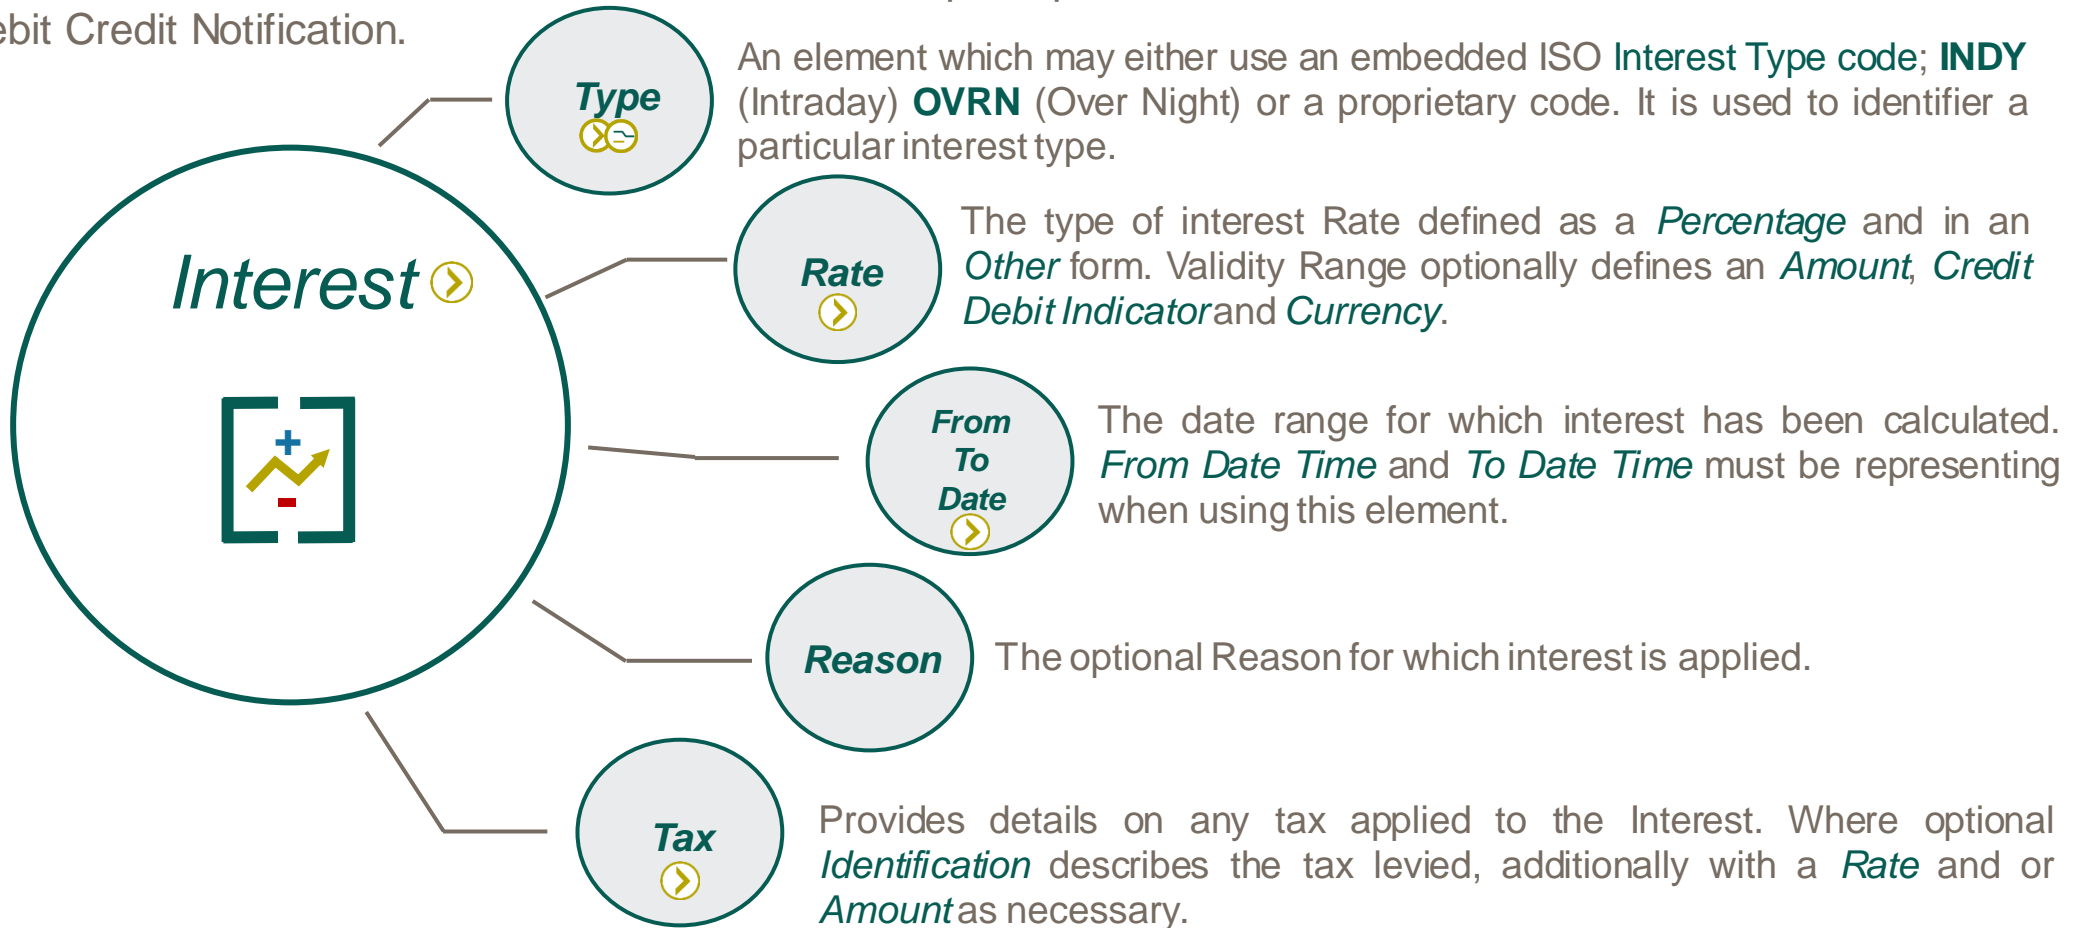 ebit Credit Notification.
Type
An element which may either use an embedded ISO Interest Type code; INDY
(Intraday) OVRN (Over Night) or a proprietary code. It is used to identifier a
particular interest type.
Interest
Rate
The type of interest Rate defined as a Percentage and in an
Other form. Validity Range optionally defines an Amount, Credit
Debit Indicator and Currency.
From
To
Date
The date range for which interest has been calculated.
From Date Time and To Date Time must be representing
when using this element.
Reason
The optional Reason for which interest is applied.
Tax
Provides details on any tax applied to the Interest. Where optional
Identification describes the tax levied, additionally with a Rate and or
Amount as necessary.